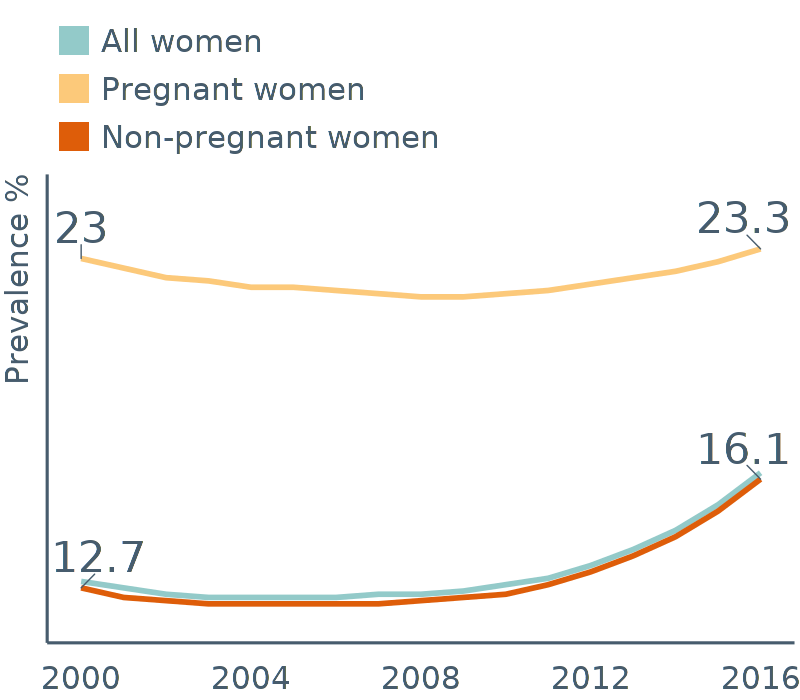 All women
Pregnant women
Non-pregnant women
Prevalence %
23
23.3
16.1
12.7
2000 2004 2008 2012 2016